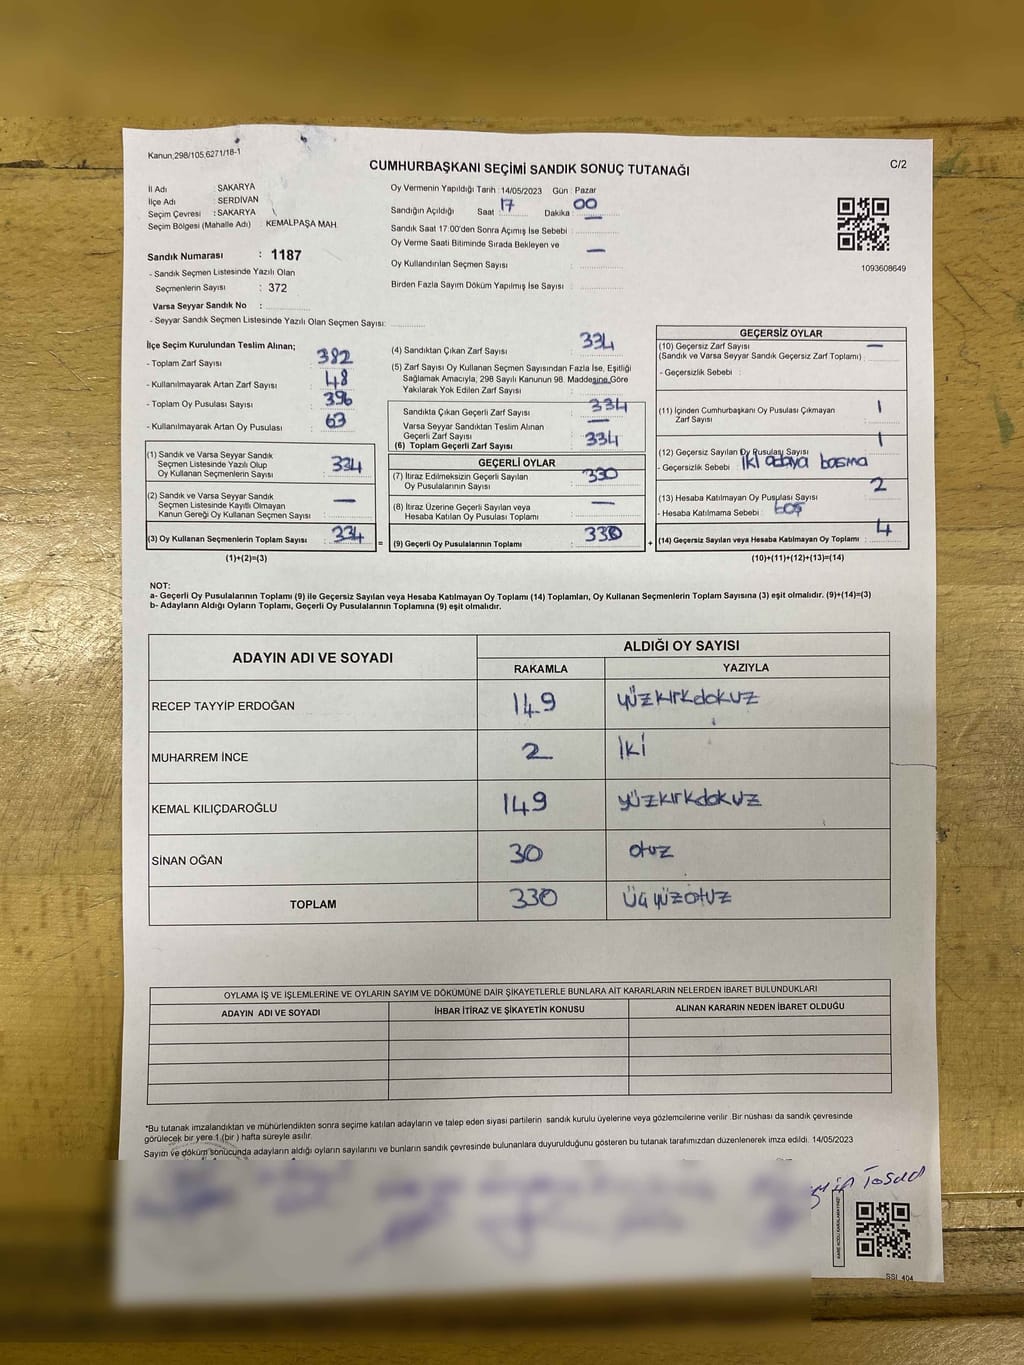 Kanun,298/105,6271/18-1
CUMHURBAŞKANI SEÇİMİ SANDIK SONUÇ TUTANAĞI
C/2
İl Adı : SAKARYA
İlçe Adı : SERDİVAN
Seçim Çevresi : SAKARYA
Seçim Bölgesi (Mahalle Adı) : KEMALPAŞA MAH.
Sandık Numarası : 1187
- Sandık Seçmen Listesinde Yazılı Olan
Seçmenlerin Sayısı : 372
Varsa Seyyar Sandık No :
- Seyyar Sandık Seçmen Listesinde Yazılı Olan Seçmen Sayısı:
Oy Vermenin Yapıldığı Tarih : 14/05/2023 Gün : Pazar
Sandığın Açıldığı Saat 17 Dakika 00
Sandık Saat 17:00'den Sonra Açımış İse Sebebi : —
Oy Verme Saati Bitiminde Sırada Bekleyen ve
Oy Kullandırılan Seçmen Sayısı : —
Birden Fazla Sayım Döküm Yapılmış İse Sayısı :
1093608649
İlçe Seçim Kurulundan Teslim Alınan;
- Toplam Zarf Sayısı : 382
- Kullanılmayarak Artan Zarf Sayısı : 48
- Toplam Oy Pusulası Sayısı : 396
- Kullanılmayarak Artan Oy Pusulası : 63
(1) Sandık ve Varsa Seyyar Sandık
Seçmen Listesinde Yazılı Olup
Oy Kullanan Seçmenlerin Sayısı : 334
(2) Sandık ve Varsa Seyyar Sandık
Seçmen Listesinde Kayıtlı Olmayan
Kanun Gereği Oy Kullanan Seçmen Sayısı : —
(3) Oy Kullanan Seçmenlerin Toplam Sayısı : 334 =
(1)+(2)=(3)
(4) Sandıktan Çıkan Zarf Sayısı : 334
(5) Zarf Sayısı Oy Kullanan Seçmen Sayısından Fazla İse, Eşitliği
Sağlamak Amacıyla, 298 Sayılı Kanunun 98. Maddesine Göre
Yakılarak Yok Edilen Zarf Sayısı : —
Sandıkta Çıkan Geçerli Zarf Sayısı : 334
Varsa Seyyar Sandıktan Teslim Alınan
Geçerli Zarf Sayısı : —
(6) Toplam Geçerli Zarf Sayısı : 334
GEÇERLİ OYLAR
(7) İtiraz Edilmeksizin Geçerli Sayılan
Oy Pusulalarının Sayısı : 330
(8) İtiraz Üzerine Geçerli Sayılan veya
Hesaba Katılan Oy Pusulası Toplamı : —
(9) Geçerli Oy Pusulalarının Toplamı : 330 +
GEÇERSİZ OYLAR
(10) Geçersiz Zarf Sayısı —
(Sandık ve Varsa Seyyar Sandık Geçersiz Zarf Toplamı) :
- Geçersizlik Sebebi :
(11) İçinden Cumhurbaşkanı Oy Pusulası Çıkmayan
Zarf Sayısı : 1
(12) Geçersiz Sayılan Oy Pusulası Sayısı : 1
- Geçersizlik Sebebi : iki adaya basma
(13) Hesaba Katılmayan Oy Pusulası Sayısı : 2
- Hesaba Katılmama Sebebi : boş
(14) Geçersiz Sayılan veya Hesaba Katılmayan Oy Toplamı : 4
(10)+(11)+(12)+(13)=(14)
NOT:
a- Geçerli Oy Pusulalarının Toplamı (9) ile Geçersiz Sayılan veya Hesaba Katılmayan Oy Toplamı (14) Toplamları, Oy Kullanan Seçmenlerin Toplam Sayısına (3) eşit olmalıdır. (9)+(14)=(3)
b- Adayların Aldığı Oyların Toplamı, Geçerli Oy Pusulalarının Toplamına (9) eşit olmalıdır.
ADAYIN ADI VE SOYADI ALDIĞI OY SAYISI
RAKAMLA YAZIYLA
RECEP TAYYİP ERDOĞAN 149 yüzkırkdokuz
MUHARREM İNCE 2 iki
KEMAL KILIÇDAROĞLU 149 yüzkırkdokuz
SİNAN OĞAN 30 otuz
TOPLAM 330 üçyüzotuz
OYLAMA İŞ VE İŞLEMLERİNE VE OYLARIN SAYIM VE DÖKÜMÜNE DAİR ŞİKAYETLERLE BUNLARA AİT KARARLARIN NELERDEN İBARET BULUNDUKLARI
ADAYIN ADI VE SOYADI İHBAR İTİRAZ VE ŞİKAYETİN KONUSU ALINAN KARARIN NEDEN İBARET OLDUĞU
*Bu tutanak imzalandıktan ve mühürlendikten sonra seçime katılan adayların ve talep eden siyasi partilerin sandık kurulu üyelerine veya gözlemcilerine verilir .Bir nüshası da sandık çevresinde
görülecek bir yere 1 (bir ) hafta süreyle asılır.
Sayım ve döküm sonucunda adayların aldığı oyların sayılarını ve bunların sandık çevresinde bulunanlara duyurulduğunu gösteren bu tutanak tarafımızdan düzenlenerek imza edildi. 14/05/2023
SSI_404